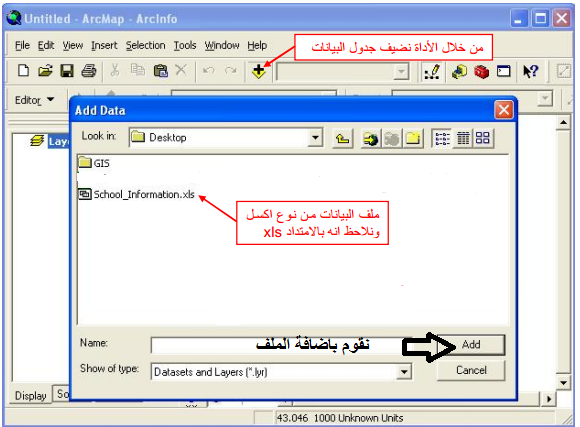 Untitled - ArcMap - ArcInfo
File Edit View Insert Selection Tools Window Help
من خلال الأداة نضيف جدول البيانات
Editor
Add Data
Look in: Desktop
Laye
GIS
School_Information.xls
ملف البيانات من نوع اكسل
ونلاحظ انه بالامتداد xls
Name:
نقوم باضافة الملف
Add
Show of type: Datasets and Layers (*.lyr)
Cancel
Display So
43.046 1000 Unknown Units